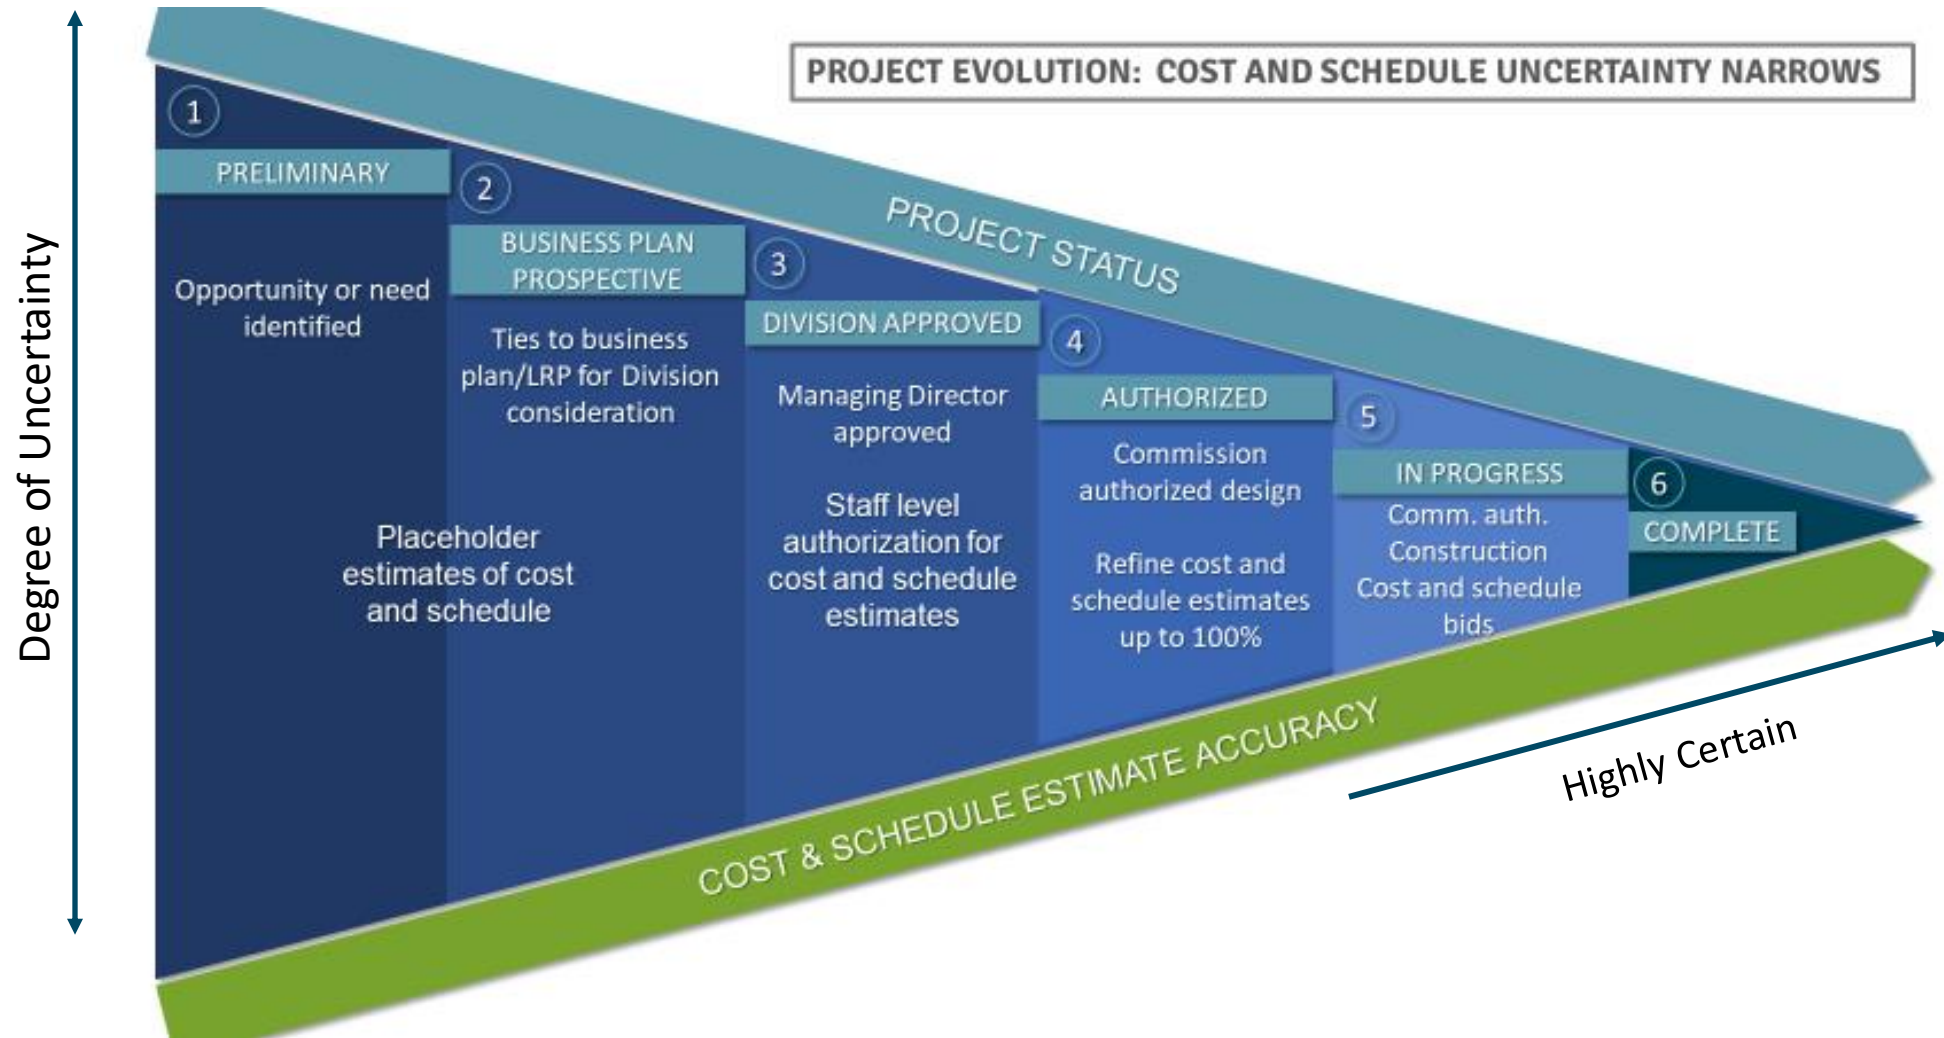 PROJECT EVOLUTION: COST AND SCHEDULE UNCERTAINTY NARROWS
Degree of Uncertainty
PROJECT STATUS
1
PRELIMINARY
Opportunity or need
identified
2
BUSINESS PLAN
PROSPECTIVE
Ties to business
plan/LRP for Division
consideration
Placeholder
estimates of cost
and schedule
3
DIVISION APPROVED
Managing Director
approved
Staff level
authorization for
cost and schedule
estimates
4
AUTHORIZED
Commission
authorized design
Refine cost and
schedule estimates
up to 100%
5
IN PROGRESS
Comm. auth.
Construction
Cost and schedule
bids
6
COMPLETE
COST & SCHEDULE ESTIMATE ACCURACY
Highly Certain